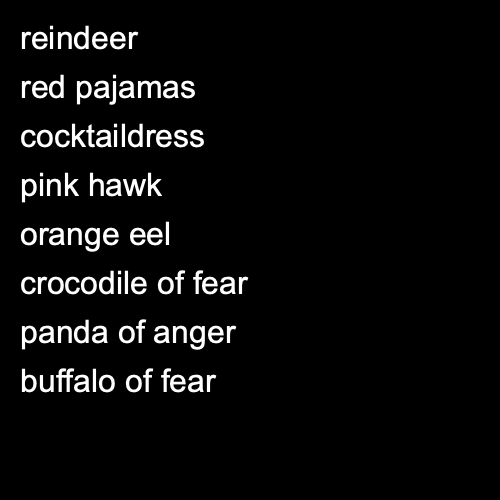 reindeer
red pajamas
cocktaildress
pink hawk
orange eel
crocodile of fear
panda of anger
buffalo of fear